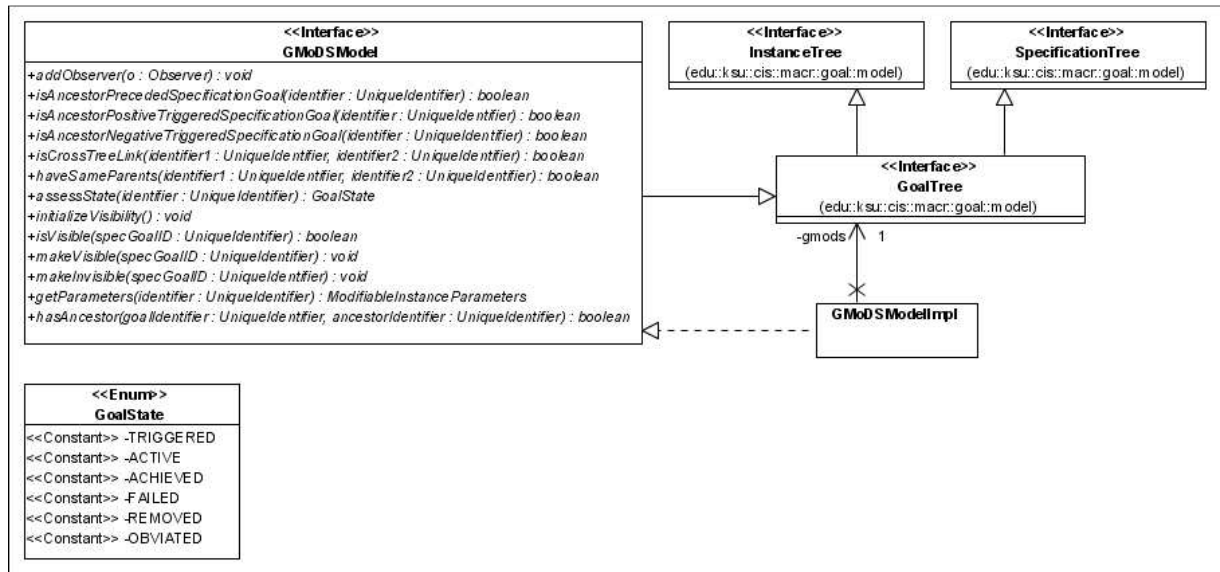 <<Interface>>
GMoDSModel
+addObserver(o : Observer) : void
+isAncestorPrecededSpecificationGoal(identifier : UniqueIdentifier) : boolean
+isAncestorPositiveTriggeredSpecificationGoal(identifier : UniqueIdentifier) : boolean
+isAncestorNegativeTriggeredSpecificationGoal(identifier : UniqueIdentifier) : boolean
+isCrossTreeLink(identifier1 : UniqueIdentifier, identifier2 : UniqueIdentifier) : boolean
+haveSameParents(identifier1 : UniqueIdentifier, identifier2 : UniqueIdentifier) : boolean
+assessState(identifier : UniqueIdentifier) : GoalState
+initializeVisibility() : void
+isVisible(specGoalID : UniqueIdentifier) : boolean
+makeVisible(specGoalID : UniqueIdentifier) : void
+makeInvisible(specGoalID : UniqueIdentifier) : void
+getParameters(identifier : UniqueIdentifier) : ModifiableInstanceParameters
+hasAncestor(goalIdentifier : UniqueIdentifier, ancestorIdentifier : UniqueIdentifier) : boolean
<<Interface>>
InstanceTree
(edu::ksu::cis::macr::goal::model)
<<Interface>>
SpecificationTree
(edu::ksu::cis::macr::goal::model)
<<Interface>>
GoalTree
(edu::ksu::cis::macr::goal::model)
-gmods 1
GMoDSModelImpl
<<Enum>>
GoalState
<<Constant>> -TRIGGERED
<<Constant>> -ACTIVE
<<Constant>> -ACHIEVED
<<Constant>> -FAILED
<<Constant>> -REMOVED
<<Constant>> -OBVIATED